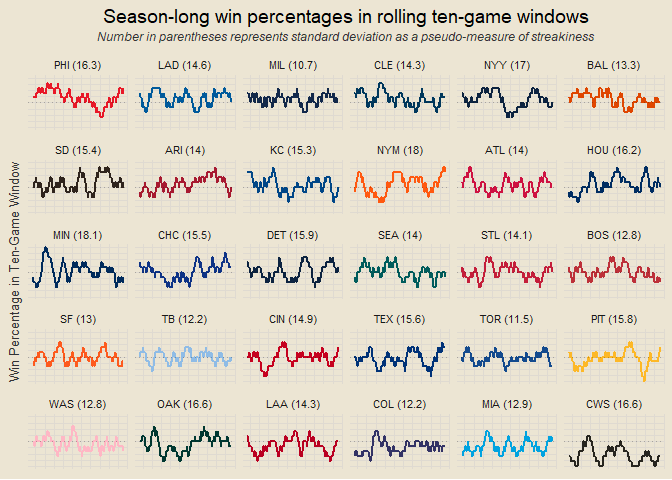 Season-long win percentages in rolling ten-game windows
Number in parentheses represents standard deviation as a pseudo-measure of streakiness
PHI (16.3) LAD (14.6) MIL (10.7) CLE (14.3) NYY (17) BAL (13.3)
SD (15.4) ARI (14) KC (15.3) NYM (18) ATL (14) HOU (16.2)
Win Percentage in Ten-Game Window
MIN (18.1) CHC (15.5) DET (15.9) SEA (14) STL (14.1) BOS (12.8)
SF (13) TB (12.2) CIN (14.9) TEX (15.6) TOR (11.5) PIT (15.8)
WAS (12.8) OAK (16.6) LAA (14.3) COL (12.2) MIA (12.9) CWS (16.6)